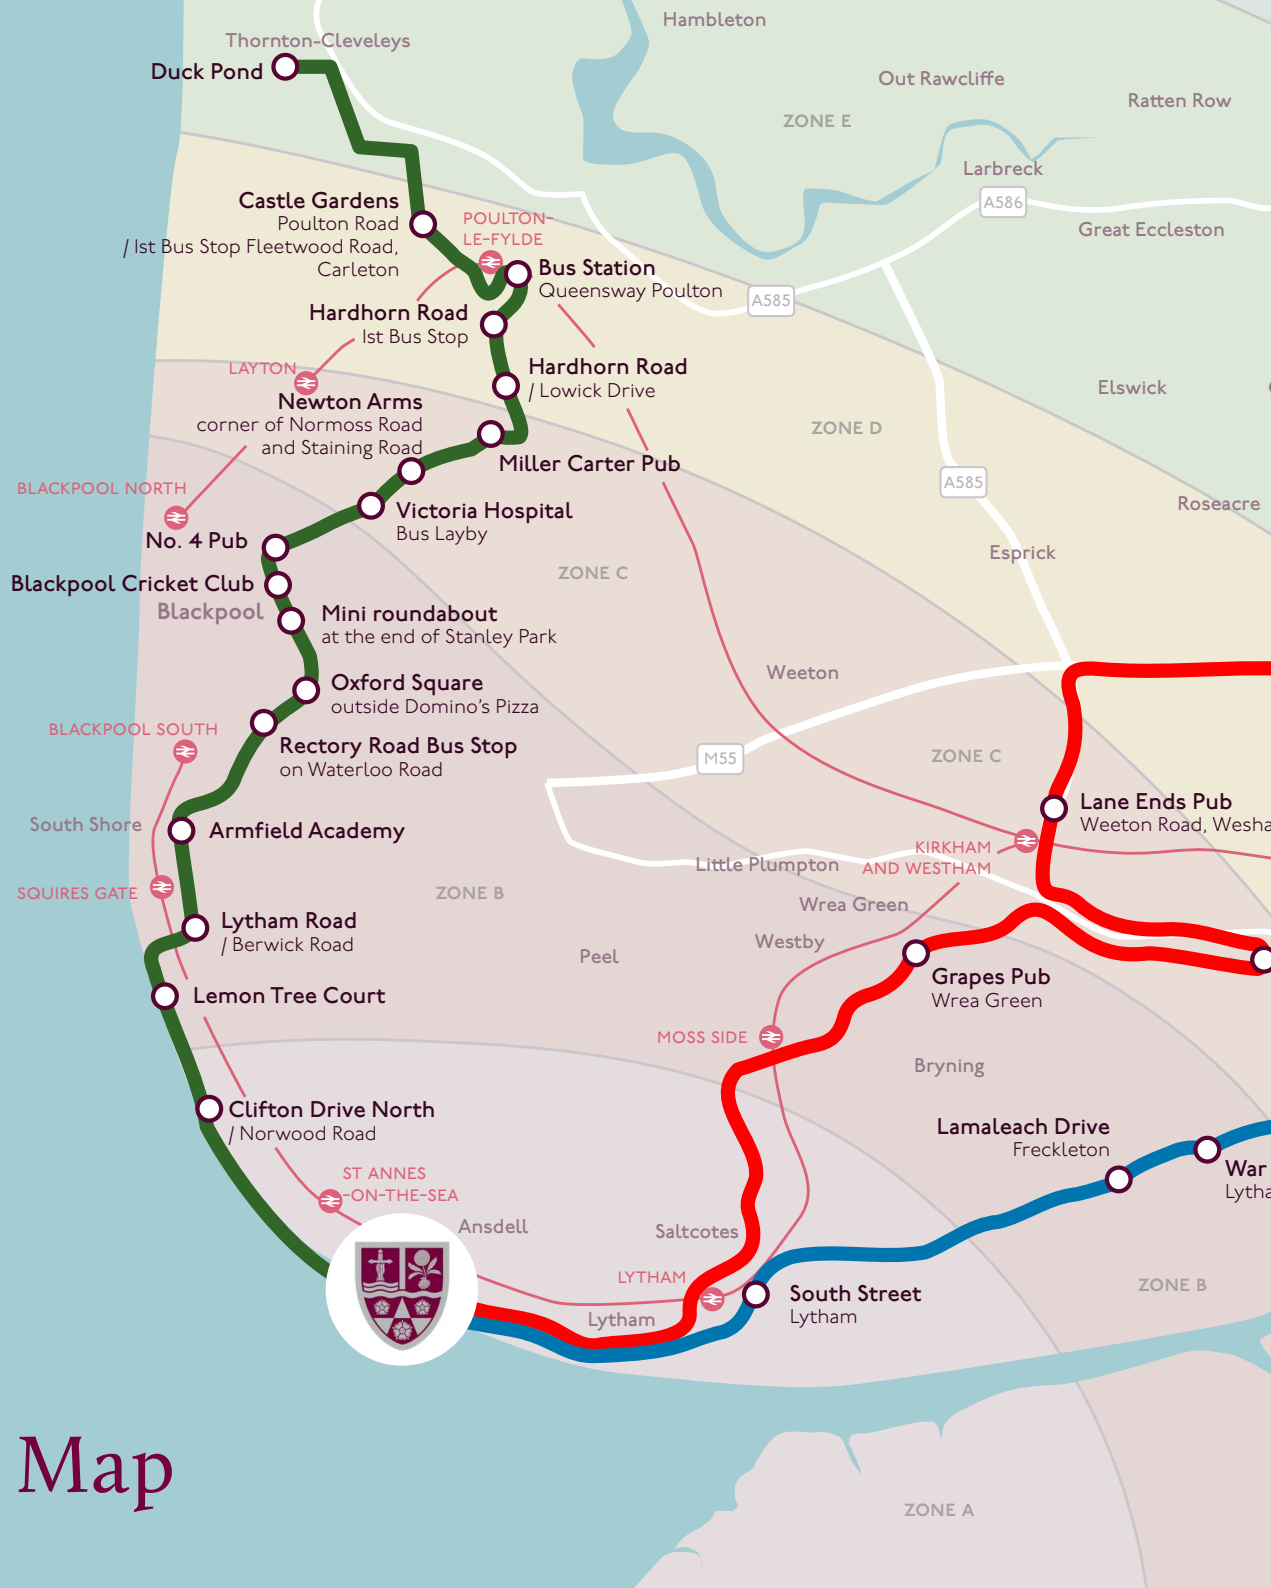 Hambleton
Thornton-Cleveleys
Duck Pond
Out Rawcliffe
Ratten Row
ZONE E
Larbreck
A586
Great Eccleston
Castle Gardens
Poulton Road
/ 1st Bus Stop Fleetwood Road,
Carleton
POULTON-
LE-FYLDE
Bus Station
Queensway Poulton
A585
Hardhorn Road
1st Bus Stop
LAYTON
Hardhorn Road
/ Lowick Drive
Elswick
Newton Arms
corner of Normoss Road
and Staining Road
ZONE D
Miller Carter Pub
A585
BLACKPOOL NORTH
Roseacre
Victoria Hospital
Bus Layby
No. 4 Pub
Esprick
ZONE C
Blackpool Cricket Club
Blackpool
Mini roundabout
at the end of Stanley Park
Weeton
Oxford Square
outside Domino's Pizza
BLACKPOOL SOUTH
Rectory Road Bus Stop
on Waterloo Road
M55
ZONE C
Lane Ends Pub
Weeton Road, Wesha
South Shore
Armfield Academy
KIRKHAM
AND WESTHAM
Little Plumpton
SQUIRES GATE
ZONE B
Wrea Green
Lytham Road
/ Berwick Road
Westby
Peel
Grapes Pub
Wrea Green
Lemon Tree Court
MOSS SIDE
Bryning
Clifton Drive North
/ Norwood Road
Lamaleach Drive
Freckleton
War
Lytha
ST ANNES
-ON-THE-SEA
Ansdell
Saltcotes
LYTHAM
ZONE B
South Street
Lytham
Lytham
Map
ZONE A